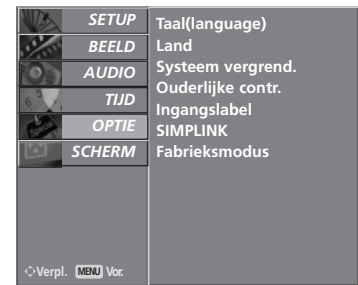 SETUP
BEELD
AUDIO
TIJD
OPTIE
SCHERM
Taal(language)
Land
Systeem vergrend.
Ouderlijke contr.
Ingangslabel
SIMPLINK
Fabrieksmodus
Verpl. MENU Vor.